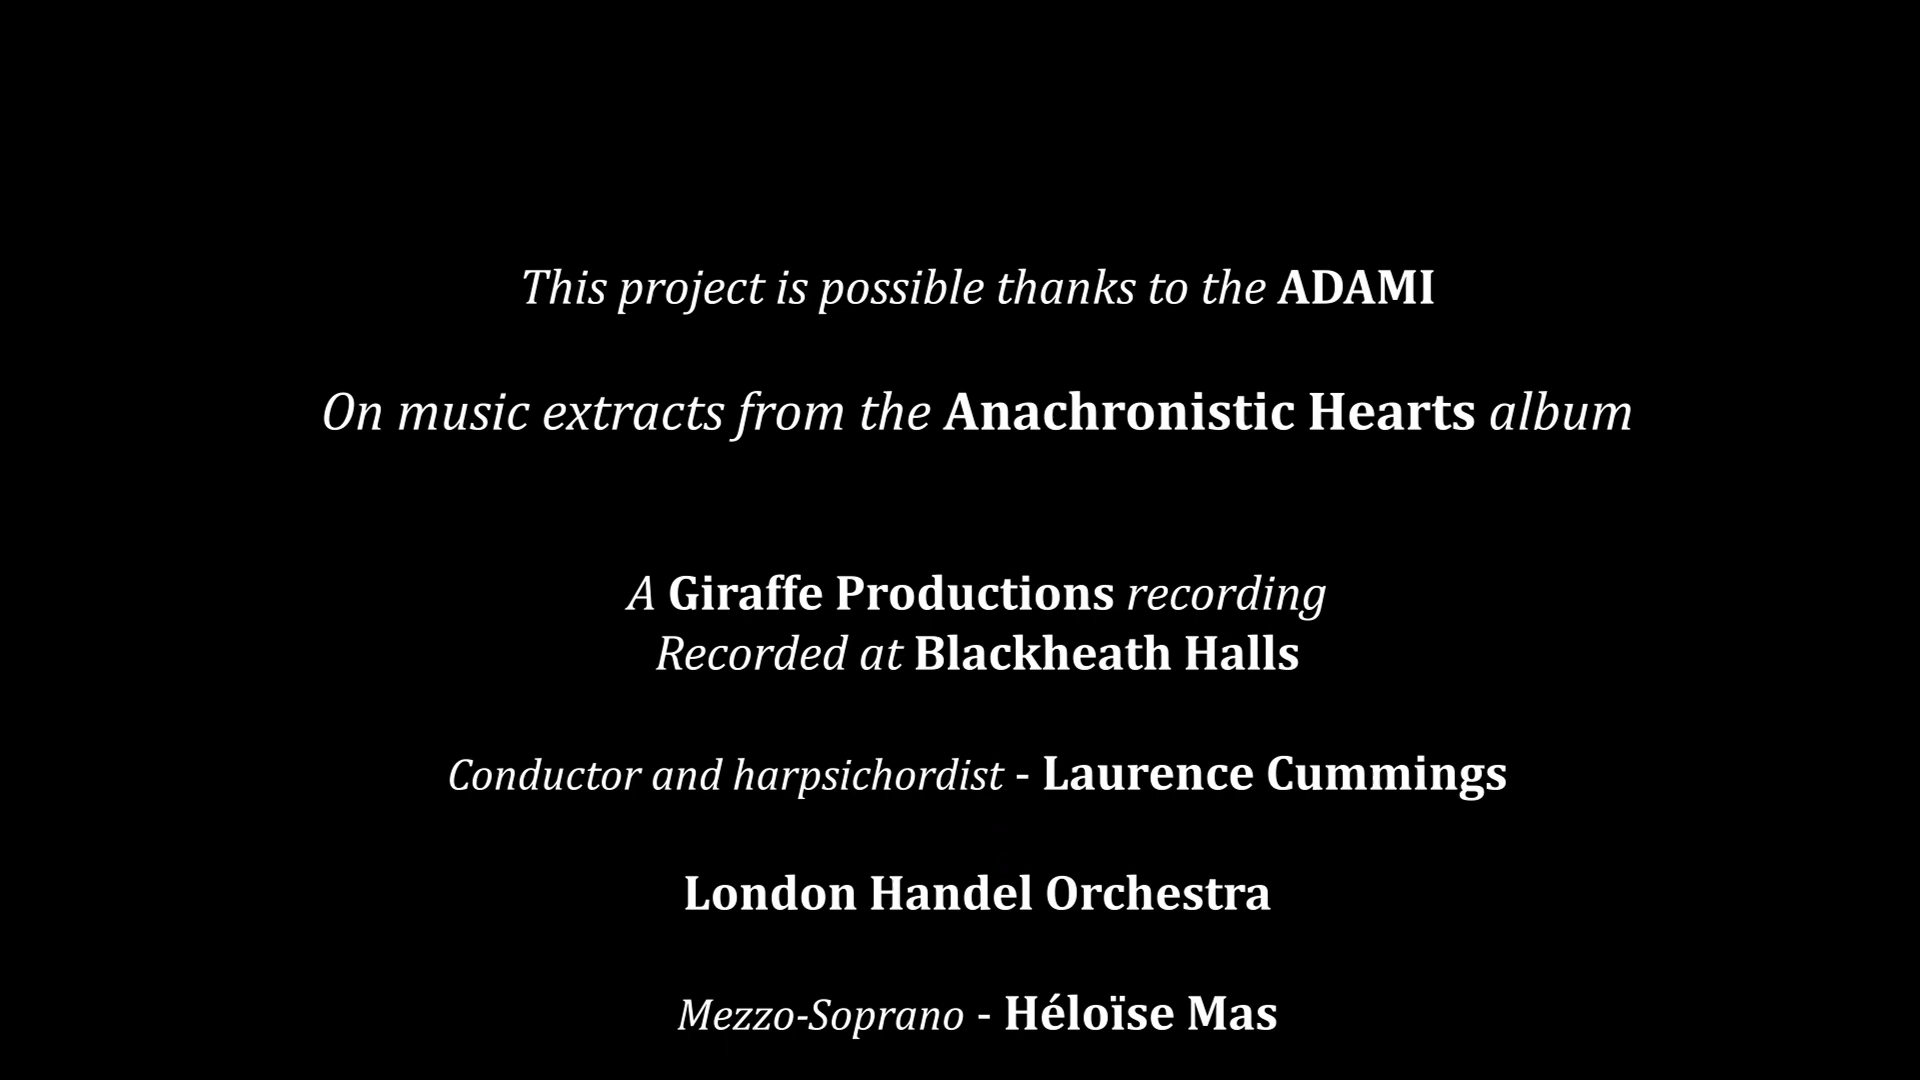 This project is possible thanks to the ADAMI
On music extracts from the Anachronistic Hearts album
A Giraffe Productions recording
Recorded at Blackheath Halls
Conductor and harpsichordist - Laurence Cummings
London Handel Orchestra
Mezzo-Soprano - Héloïse Mas